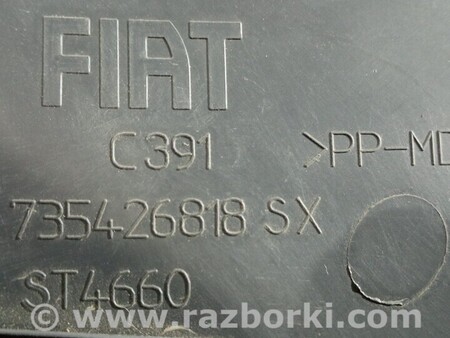 FIAT
C391 >PP-MD
735426818 SX
ST4660
© www.razborki.com